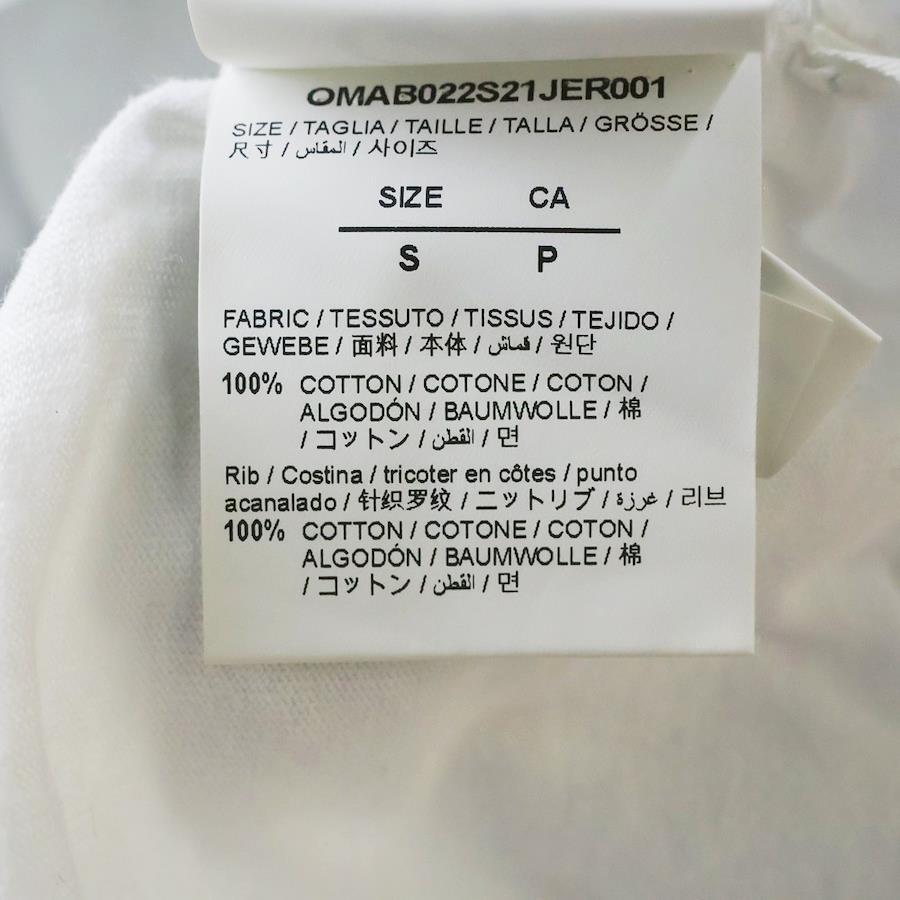 OMAB022S21JER001
SIZE / TAGLIA / TAILLE / TALLA / GRÖSSE /
尺寸 / المقاس / 사이즈
SIZE CA
S P
FABRIC / TESSUTO / TISSUS / TEJIDO /
GEWEBE / 面料 / 本体 / قماش / 원단
100% COTTON / COTONE / COTON /
ALGODÓN / BAUMWOLLE / 棉
/ コットン / القطن / 면
Rib / Costina / tricoter en côtes / punto
acanalado / 针织罗纹 / ニットリブ / غرزة / 리브
100% COTTON / COTONE / COTON /
ALGODÓN / BAUMWOLLE / 棉
/ コットン / القطن / 면